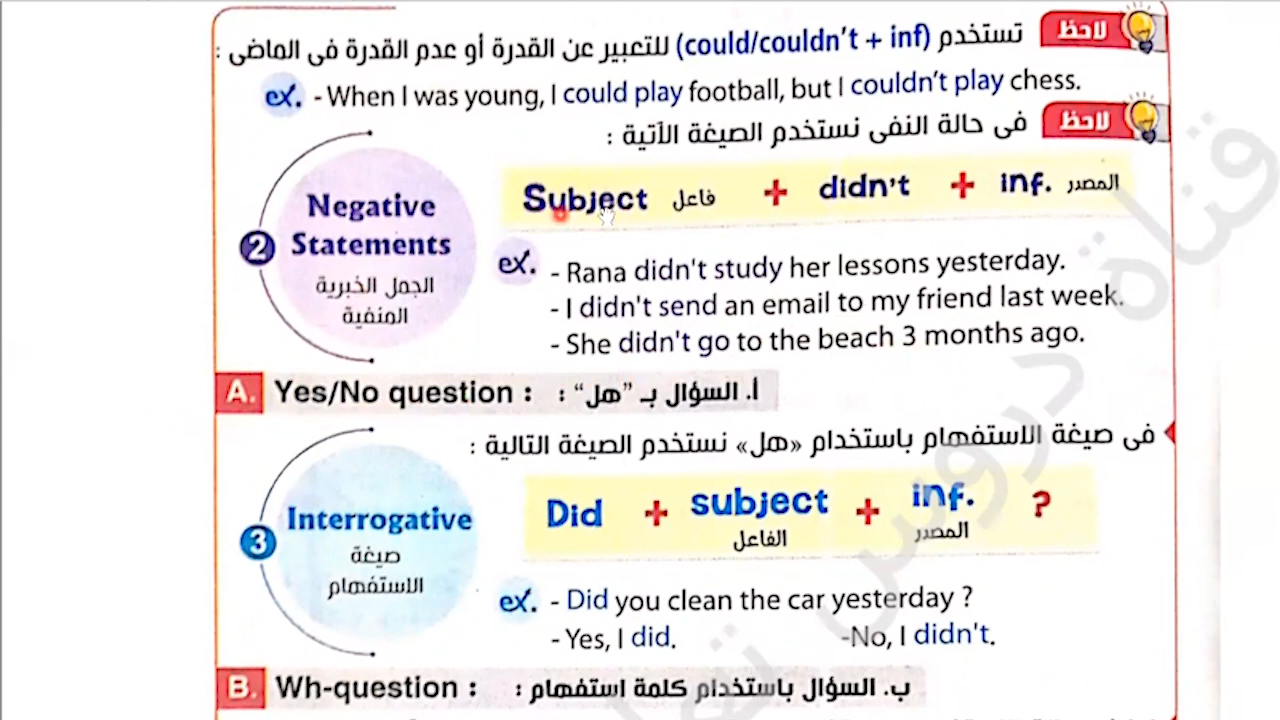 لاحظ تستخدم (could/couldn't + inf) للتعبير عن القدرة أو عدم القدرة فى الماضى :
ex. - When I was young, I could play football, but I couldn't play chess.
لاحظ فى حالة النفى نستخدم الصيغة الآتية :
2 Negative Statements
الجمل الخبرية
المنفية
Subject فاعل + didn't + inf. المصدر
ex. - Rana didn't study her lessons yesterday.
- I didn't send an email to my friend last week.
- She didn't go to the beach 3 months ago.
A. Yes/No question : أ. السؤال بـ "هل" :
فى صيغة الاستفهام باستخدام «هل» نستخدم الصيغة التالية :
3 Interrogative
صيغة
الاستفهام
Did + subject + inf. ?
الفاعل المصدر
ex. - Did you clean the car yesterday ?
- Yes, I did. -No, I didn't.
B. Wh-question : ب. السؤال باستخدام كلمة استفهام :
قناة دروس